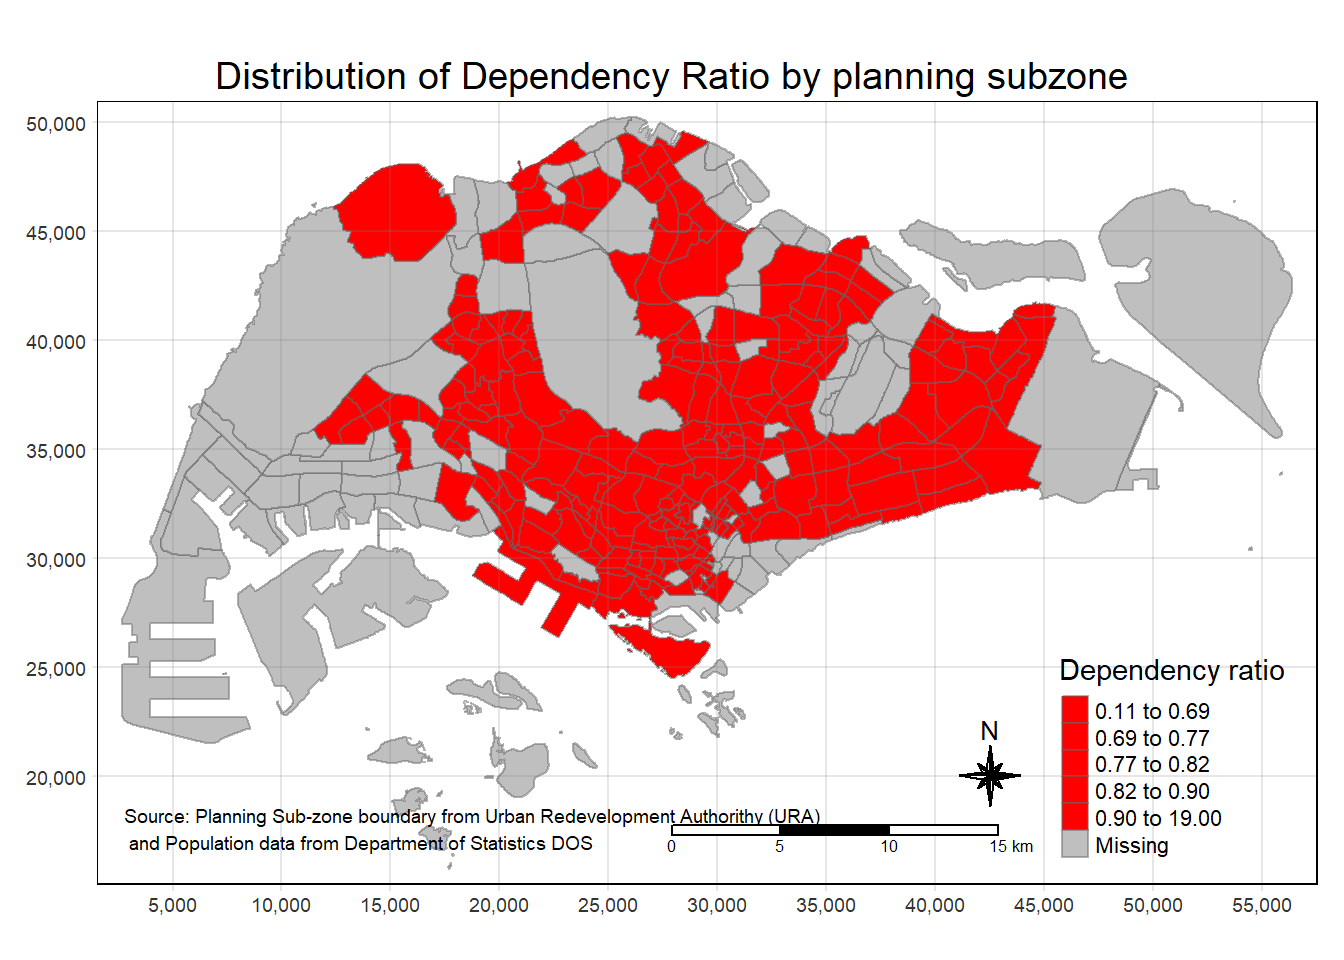 Distribution of Dependency Ratio by planning subzone
50,000
45,000
40,000
35,000
30,000
25,000
20,000
Dependency ratio
0.11 to 0.69
0.69 to 0.77
0.77 to 0.82
0.82 to 0.90
0.90 to 19.00
Missing
N
Source: Planning Sub-zone boundary from Urban Redevelopment Authorithy (URA)
and Population data from Department of Statistics DOS
0 5 10 15 km
5,000 10,000 15,000 20,000 25,000 30,000 35,000 40,000 45,000 50,000 55,000